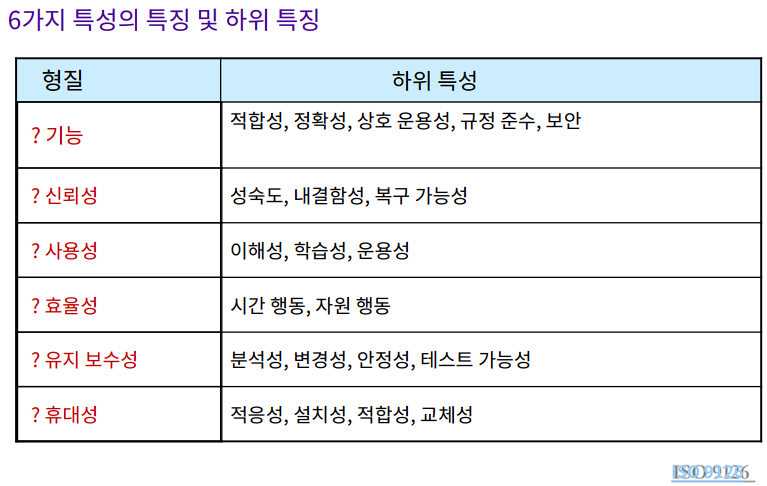 6가지 특성의 특징 및 하위 특징
형질 하위 특성
? 기능 적합성, 정확성, 상호 운용성, 규정 준수, 보안
? 신뢰성 성숙도, 내결함성, 복구 가능성
? 사용성 이해성, 학습성, 운용성
? 효율성 시간 행동, 자원 행동
? 유지 보수성 분석성, 변경성, 안정성, 테스트 가능성
? 휴대성 적응성, 설치성, 적합성, 교체성
ISO 9126